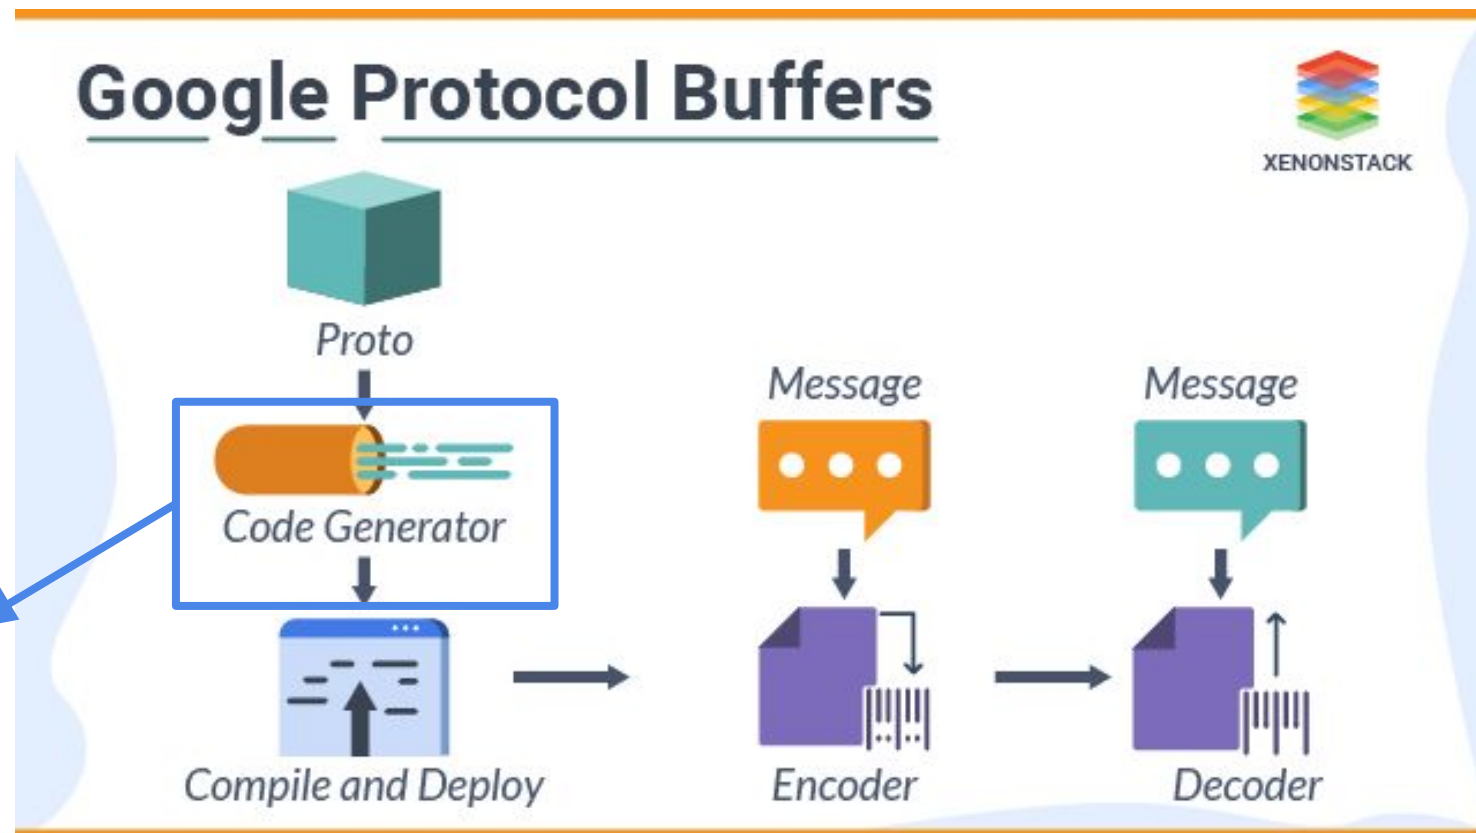 Google Protocol Buffers
XENONSTACK
Proto
Code Generator
Compile and Deploy
Message
Encoder
Message
Decoder